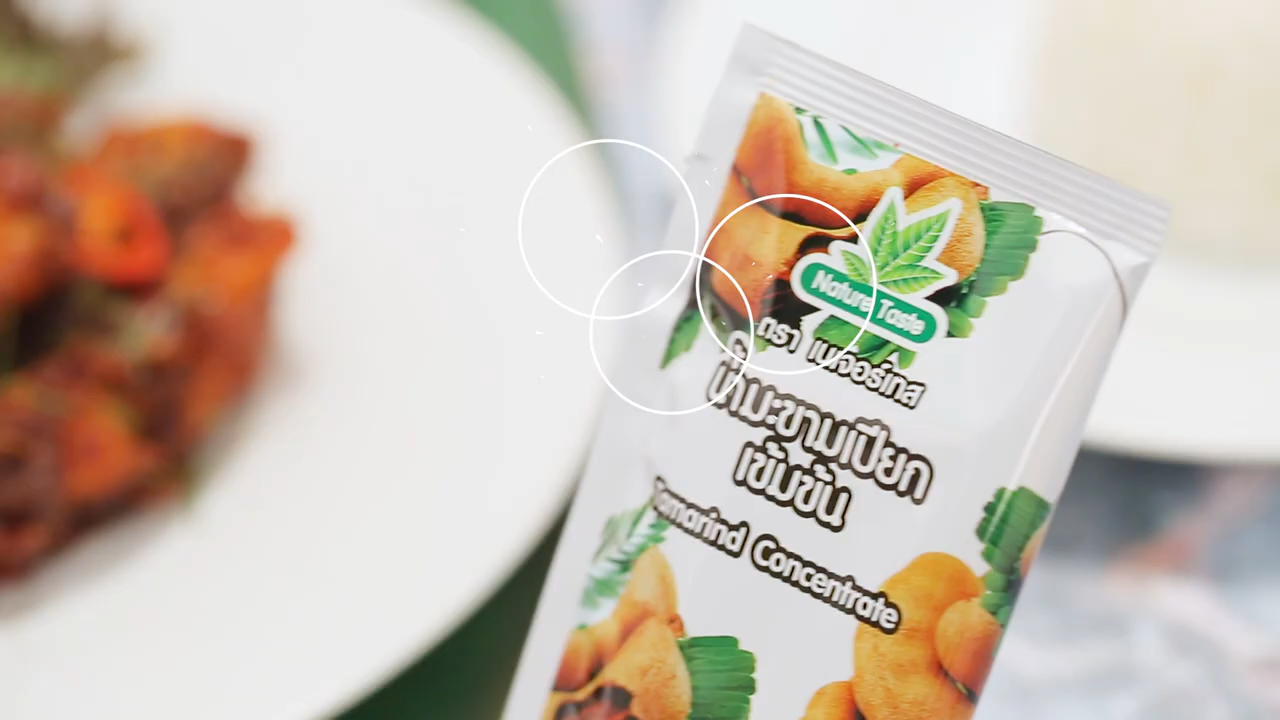 Nature Taste
ตรา เนเจอร์เทส
น้ำมะขามเปียก
เข้มข้น
Tamarind Concentrate